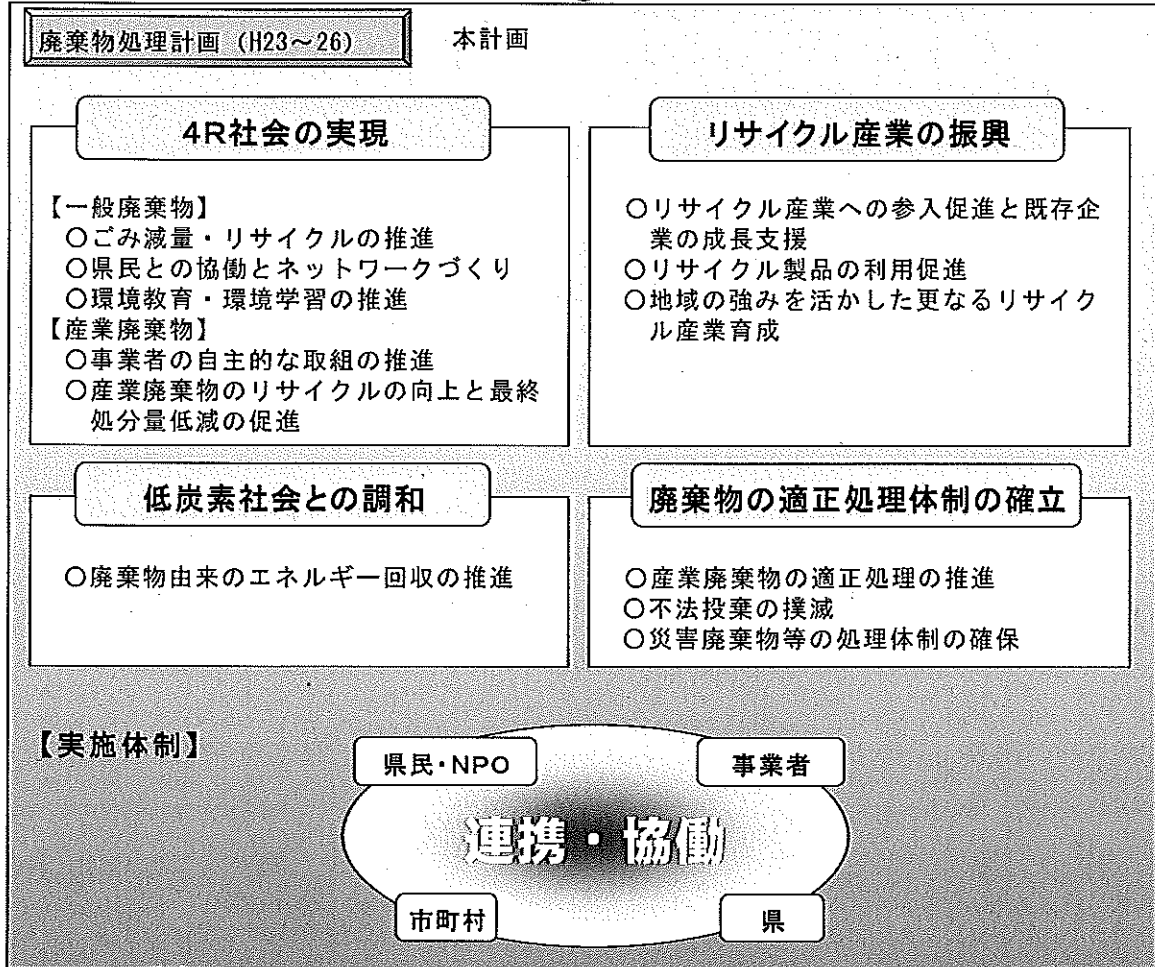 廃棄物処理計画 (H23～26)
本計画
4R社会の実現
【一般廃棄物】
○ごみ減量・リサイクルの推進
○県民との協働とネットワークづくり
○環境教育・環境学習の推進
【産業廃棄物】
○事業者の自主的な取組の推進
○産業廃棄物のリサイクルの向上と最終
処分量低減の促進
リサイクル産業の振興
○リサイクル産業への参入促進と既存企
業の成長支援
○リサイクル製品の利用促進
○地域の強みを活かした更なるリサイク
ル産業育成
低炭素社会との調和
○廃棄物由来のエネルギー回収の推進
廃棄物の適正処理体制の確立
○産業廃棄物の適正処理の推進
○不法投棄の撲滅
○災害廃棄物等の処理体制の確保
【実施体制】
県民・NPO
事業者
連携・協働
市町村
県